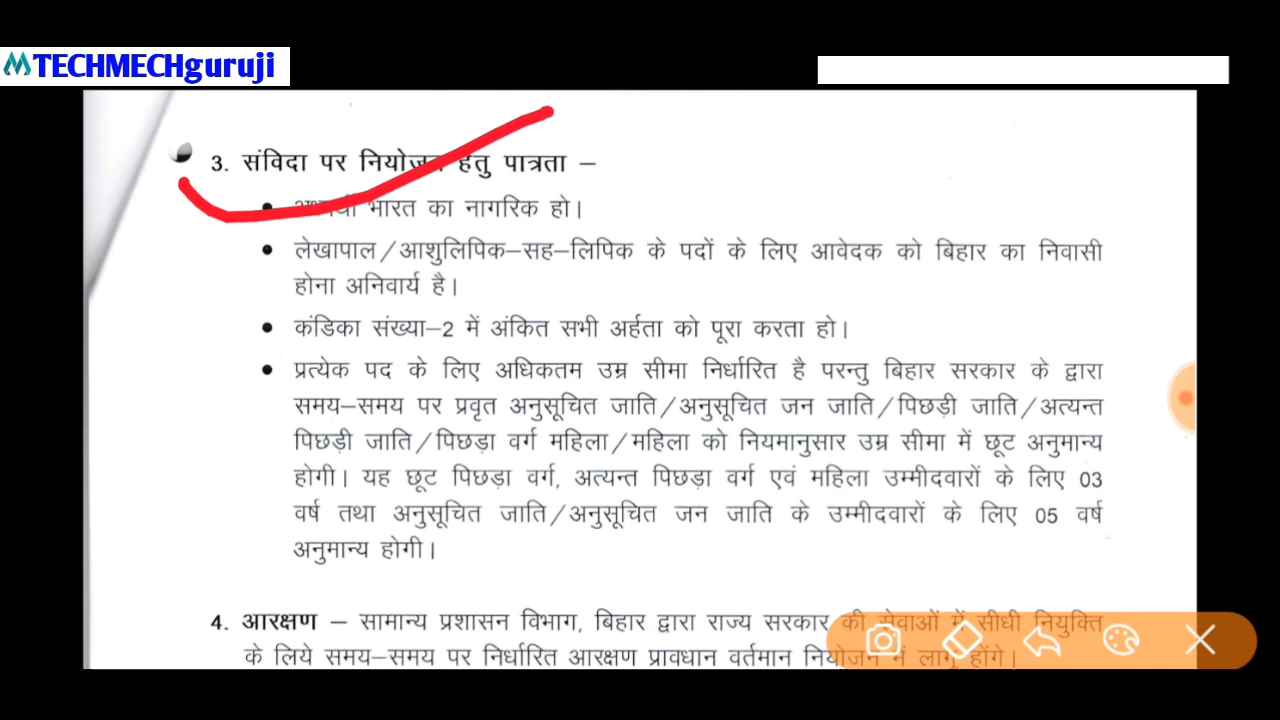 TECHMECHguruji
3. संविदा पर नियोजन हेतु पात्रता –
अभ्यर्थी भारत का नागरिक हो।
लेखापाल/आशुलिपिक–सह–लिपिक के पदों के लिए आवेदक को बिहार का निवासी
होना अनिवार्य है।
कंडिका संख्या–2 में अंकित सभी अर्हता को पूरा करता हो।
प्रत्येक पद के लिए अधिकतम उम्र सीमा निर्धारित है परन्तु बिहार सरकार के द्वारा
समय–समय पर प्रवृत अनुसूचित जाति/अनुसूचित जन जाति/पिछड़ी जाति/अत्यन्त
पिछड़ी जाति/पिछड़ा वर्ग महिला/महिला को नियमानुसार उम्र सीमा में छूट अनुमान्य
होगी। यह छूट पिछड़ा वर्ग, अत्यन्त पिछड़ा वर्ग एवं महिला उम्मीदवारों के लिए 03
वर्ष तथा अनुसूचित जाति/अनुसूचित जन जाति के उम्मीदवारों के लिए 05 वर्ष
अनुमान्य होगी।
4. आरक्षण – सामान्य प्रशासन विभाग, बिहार द्वारा राज्य सरकार की सेवाओं में सीधी नियुक्ति
के लिये समय–समय पर निर्धारित आरक्षण प्रावधान वर्तमान नियोजन में लागू होंगे।